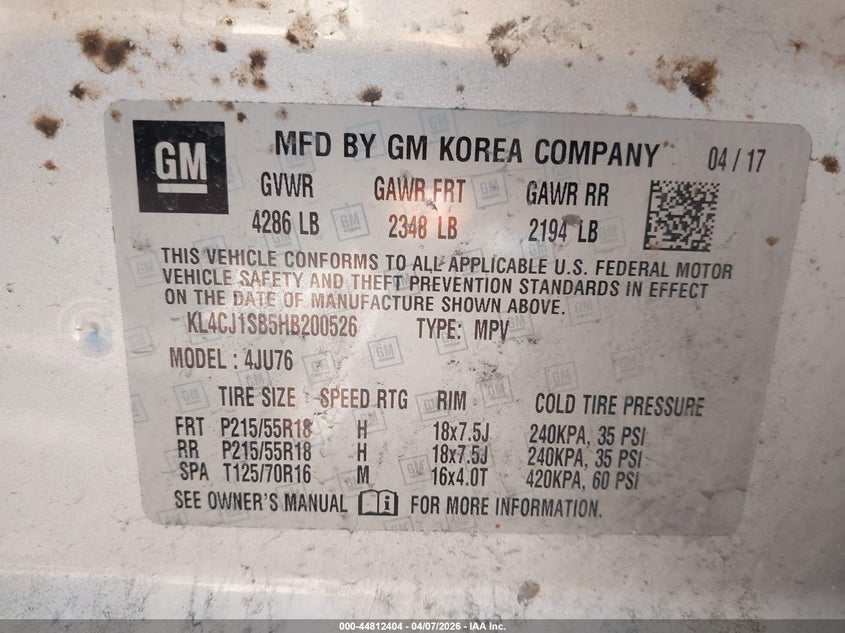 GM
MFD BY GM KOREA COMPANY 04 / 17
GVWR GAWR FRT GAWR RR
4286 LB 2348 LB 2194 LB
THIS VEHICLE CONFORMS TO ALL APPLICABLE U.S. FEDERAL MOTOR
VEHICLE SAFETY AND THEFT PREVENTION STANDARDS IN EFFECT
ON THE DATE OF MANUFACTURE SHOWN ABOVE.
KL4CJ1SB5HB200526 TYPE: MPV
MODEL : 4JU76
TIRE SIZE SPEED RTG RIM COLD TIRE PRESSURE
FRT P215/55R18 H 18x7.5J 240KPA, 35 PSI
RR P215/55R18 H 18x7.5J 240KPA, 35 PSI
SPA T125/70R16 M 16x4.0T 420KPA, 60 PSI
SEE OWNER'S MANUAL i FOR MORE INFORMATION.
000-44812404 - 04/07/2026 - IAA Inc.